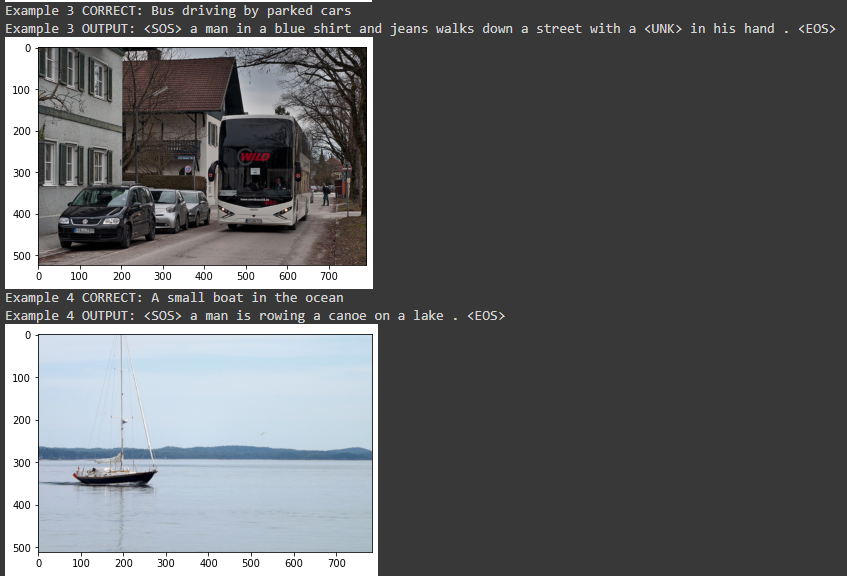 Example 3 CORRECT: Bus driving by parked cars
Example 3 OUTPUT: <SOS> a man in a blue shirt and jeans walks down a street with a <UNK> in his hand . <EOS>
0
100
200
WILD
300
400
500
0 100 200 300 400 500 600 700
Example 4 CORRECT: A small boat in the ocean
Example 4 OUTPUT: <SOS> a man is rowing a canoe on a lake . <EOS>
0
100
200
300
400
500
0 100 200 300 400 500 600 700